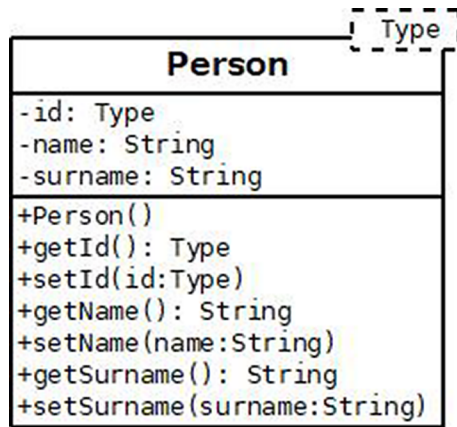 Type
Person
-id: Type
-name: String
-surname: String
+Person()
+getId(): Type
+setId(id:Type)
+getName(): String
+setName(name:String)
+getSurname(): String
+setSurname(surname:String)